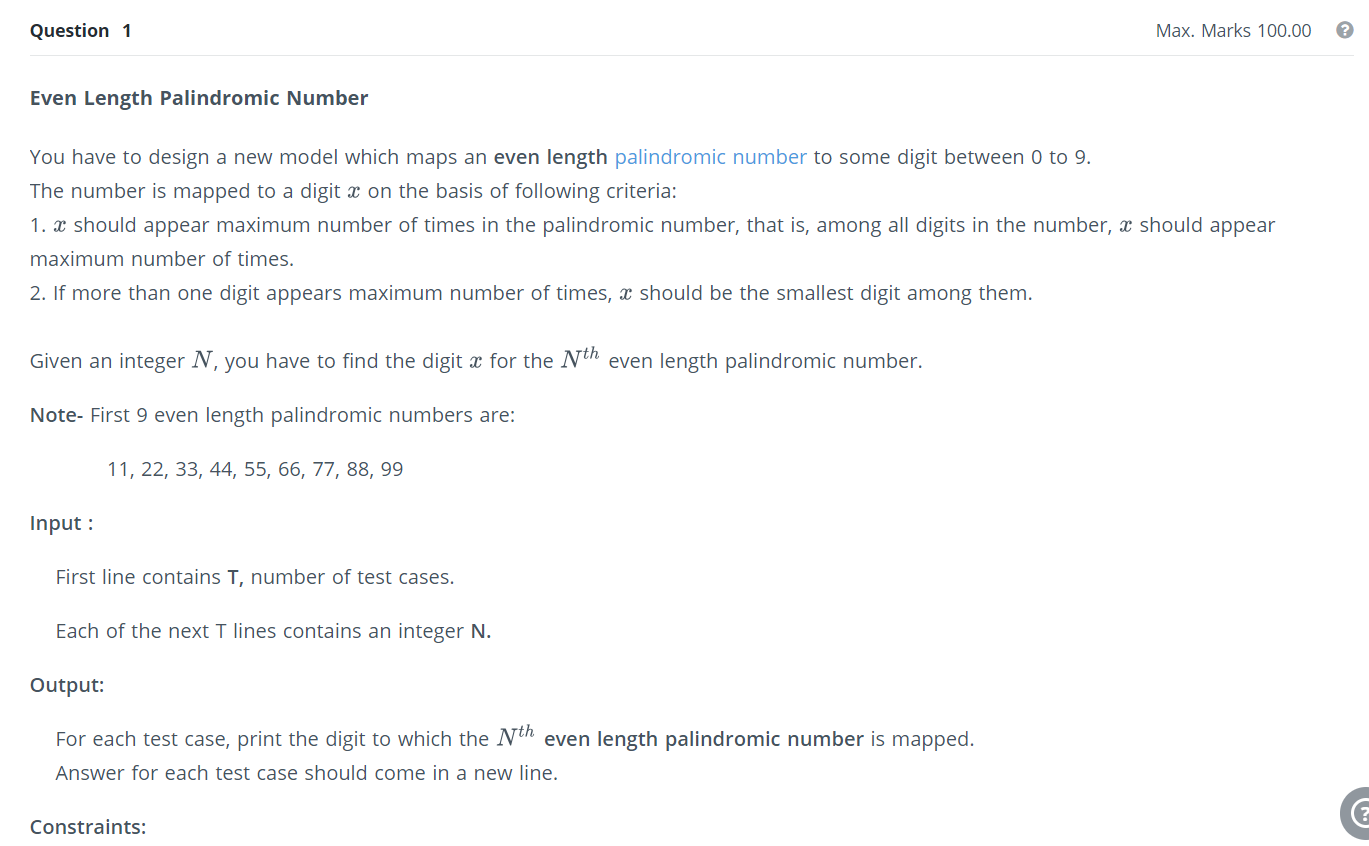 Question 1
Max. Marks 100.00
Even Length Palindromic Number
You have to design a new model which maps an even length palindromic number to some digit between 0 to 9.
The number is mapped to a digit x on the basis of following criteria:
1. x should appear maximum number of times in the palindromic number, that is, among all digits in the number, x should appear
maximum number of times.
2. If more than one digit appears maximum number of times, x should be the smallest digit among them.
Given an integer N, you have to find the digit x for the N^th even length palindromic number.
Note- First 9 even length palindromic numbers are:
11, 22, 33, 44, 55, 66, 77, 88, 99
Input :
First line contains T, number of test cases.
Each of the next T lines contains an integer N.
Output:
For each test case, print the digit to which the N^th even length palindromic number is mapped.
Answer for each test case should come in a new line.
Constraints: